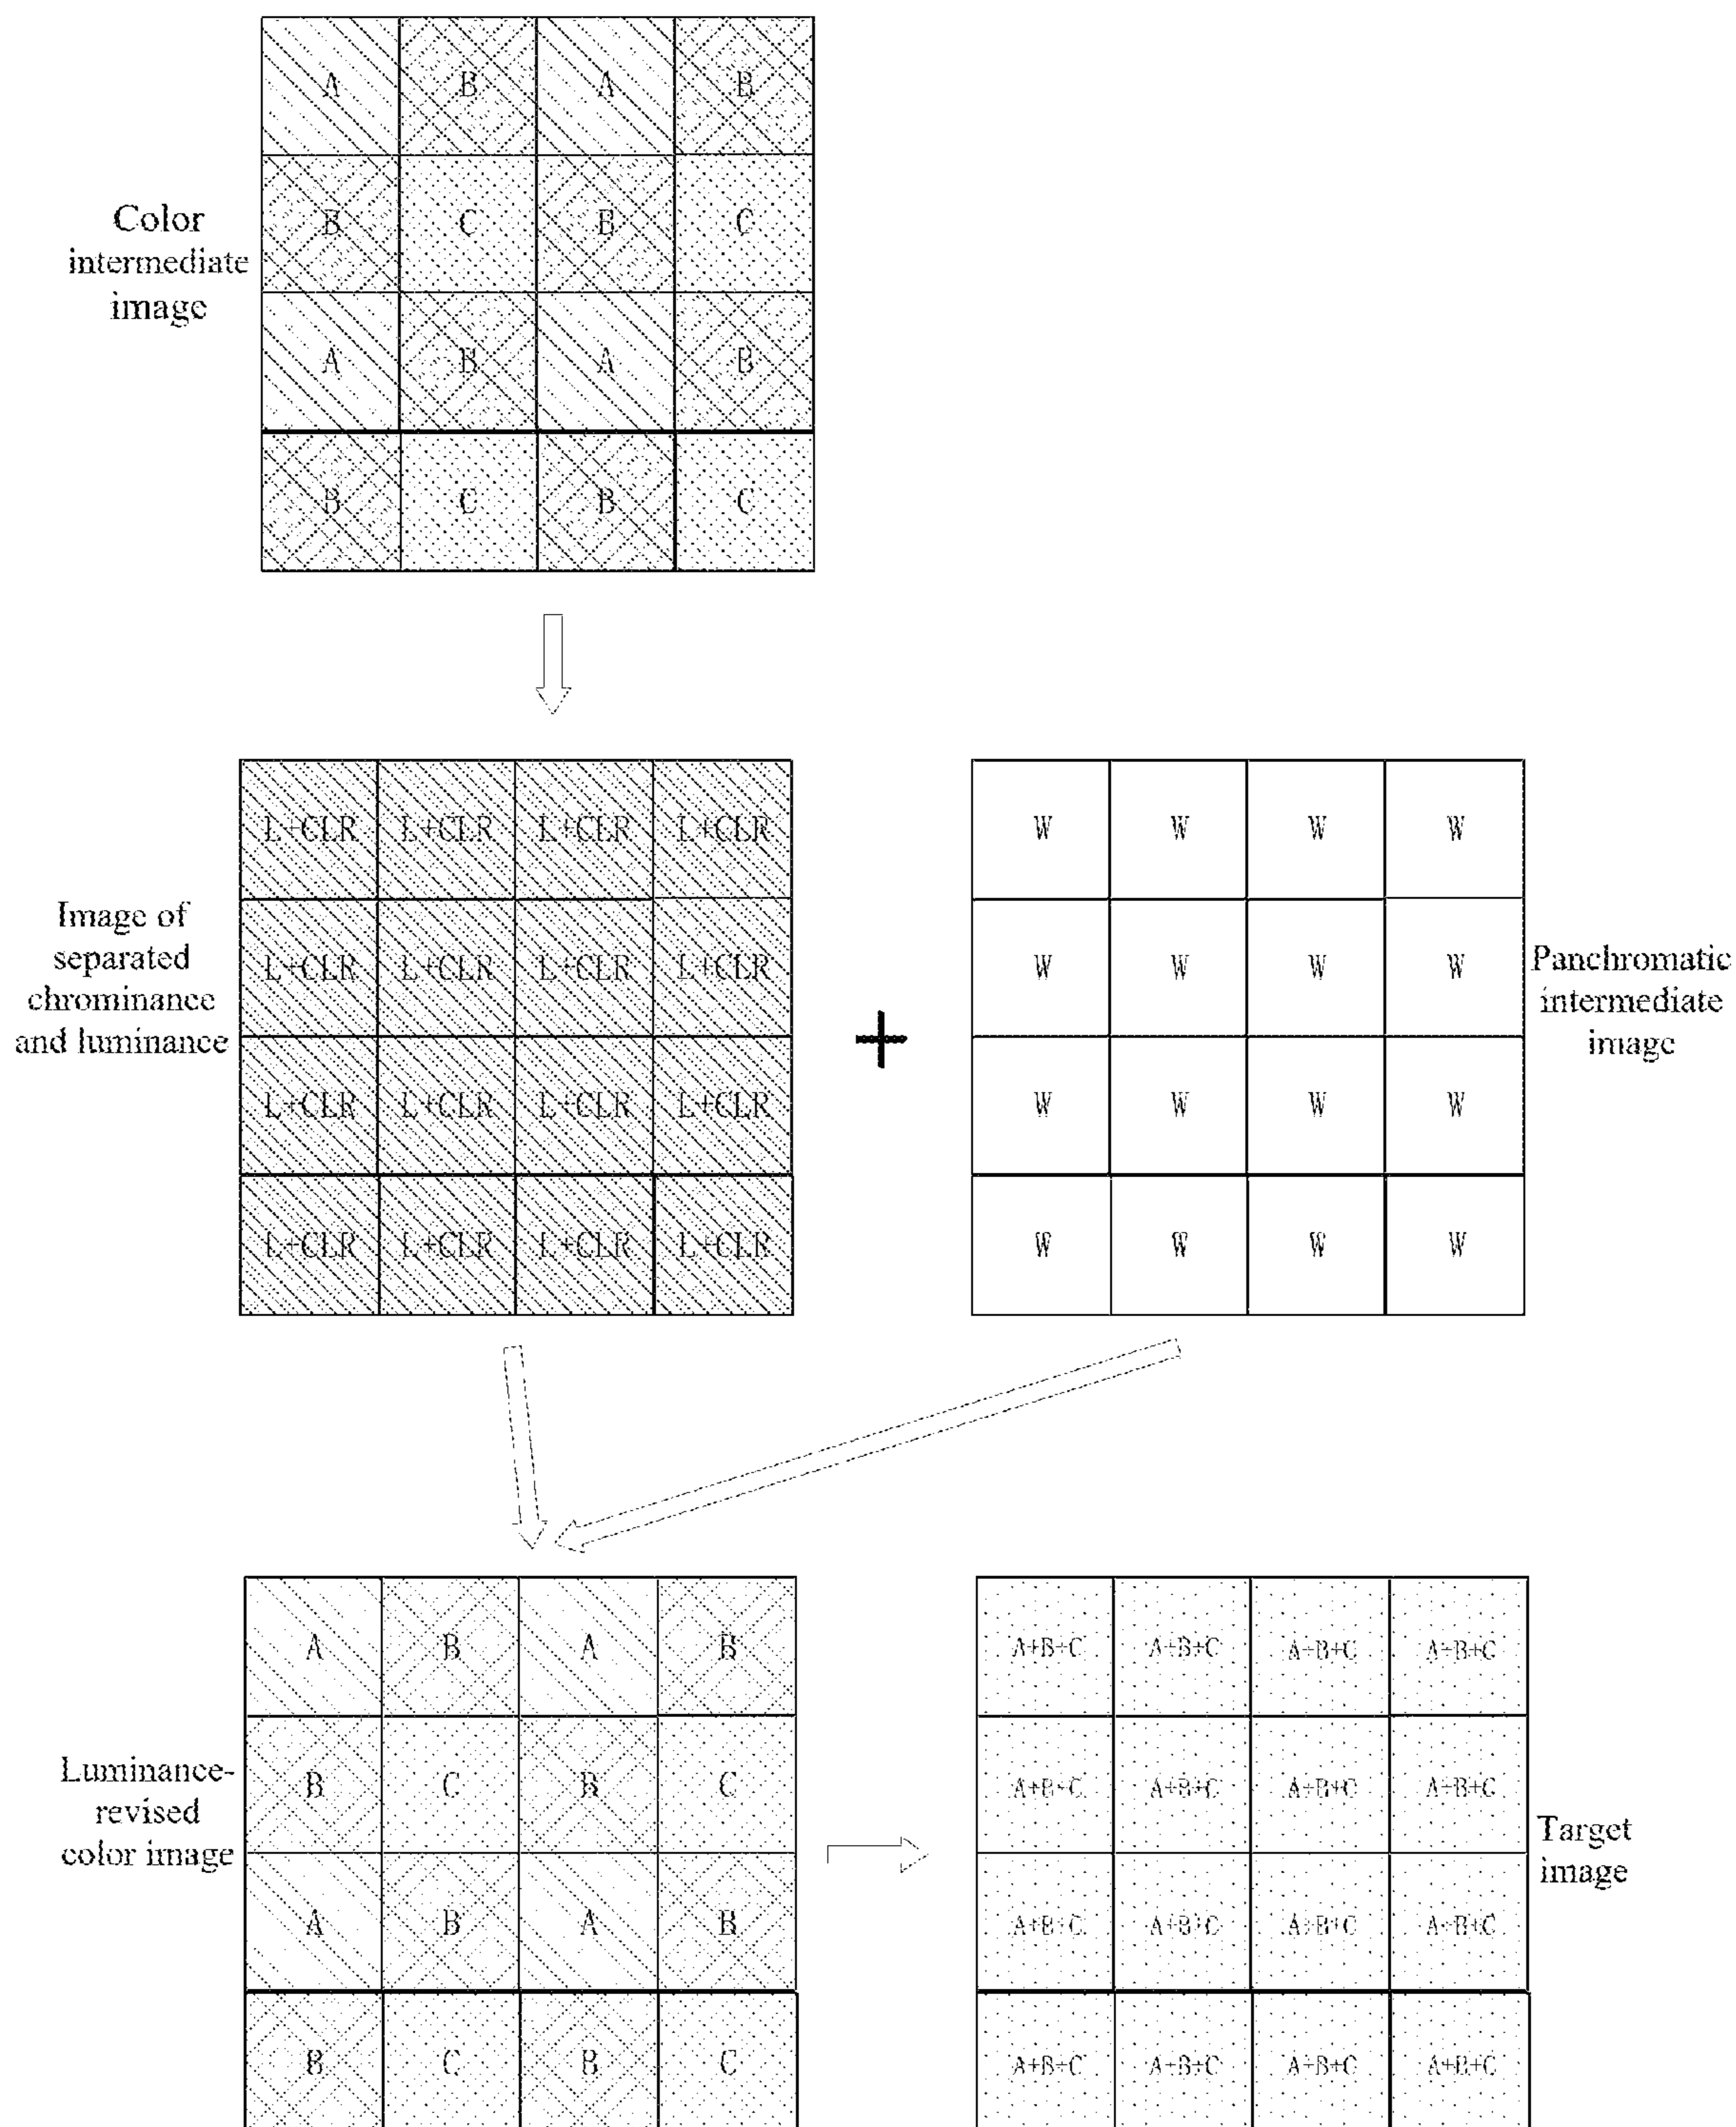 A B A B
Color
intermediate
image
B C B C
A B A B
B C B C
L+CLR L+CLR L+CLR L+CLR
W W W W
Image of
separated
chrominance
and luminance
L+CLR L+CLR L+CLR L+CLR
W W W W
Panchromatic
intermediate
image
+
L+CLR L+CLR L+CLR L+CLR
W W W W
L+CLR L+CLR L+CLR L+CLR
W W W W
A B A B
A+B+C A+B+C A+B+C A+B+C
Luminance-
revised
color image
B C B C
A+B+C A+B+C A+B+C A+B+C
Target
image
A B A B
A+B+C A+B+C A+B+C A+B+C
B C B C
A+B+C A+B+C A+B+C A+B+C